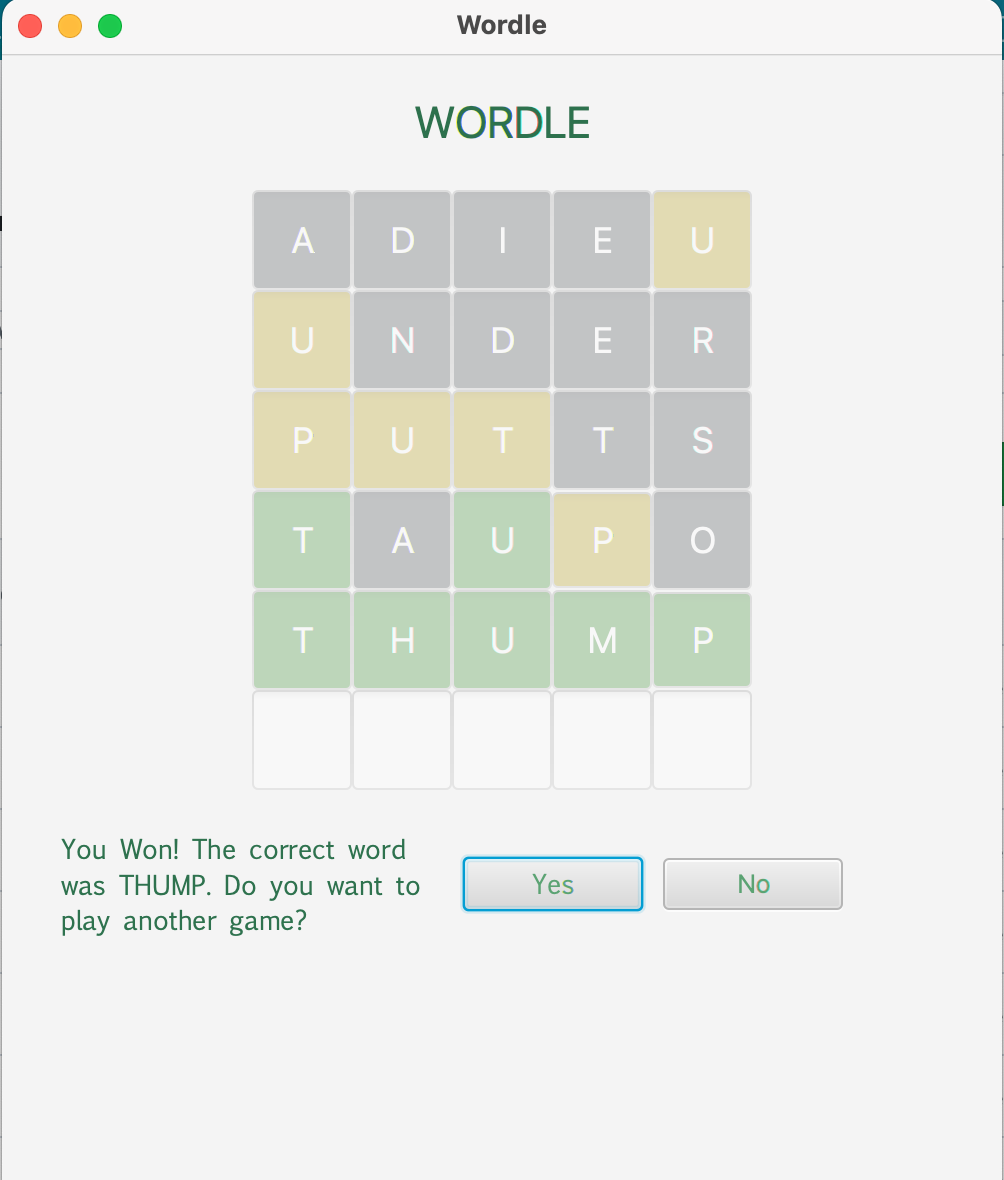 Wordle
WORDLE
A D I E U
U N D E R
P U T T S
T A U P O
T H U M P
You Won! The correct word
was THUMP. Do you want to
play another game?
Yes
No